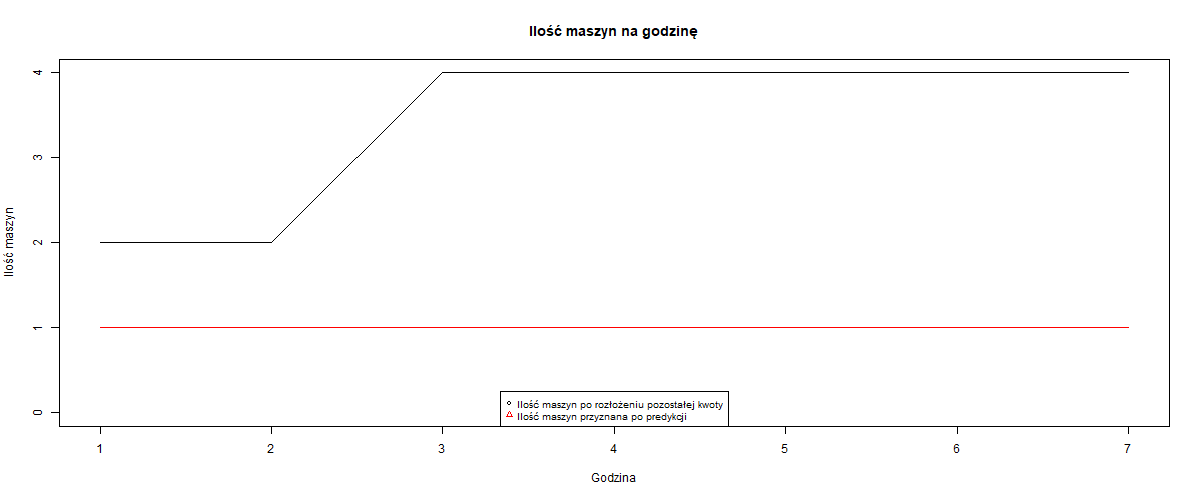 Ilość maszyn na godzinę
Ilość maszyn
4
3
2
1
0
Ilość maszyn po rozłożeniu pozostałej kwoty
Ilość maszyn przyznana po predykcji
1 2 3 4 5 6 7
Godzina